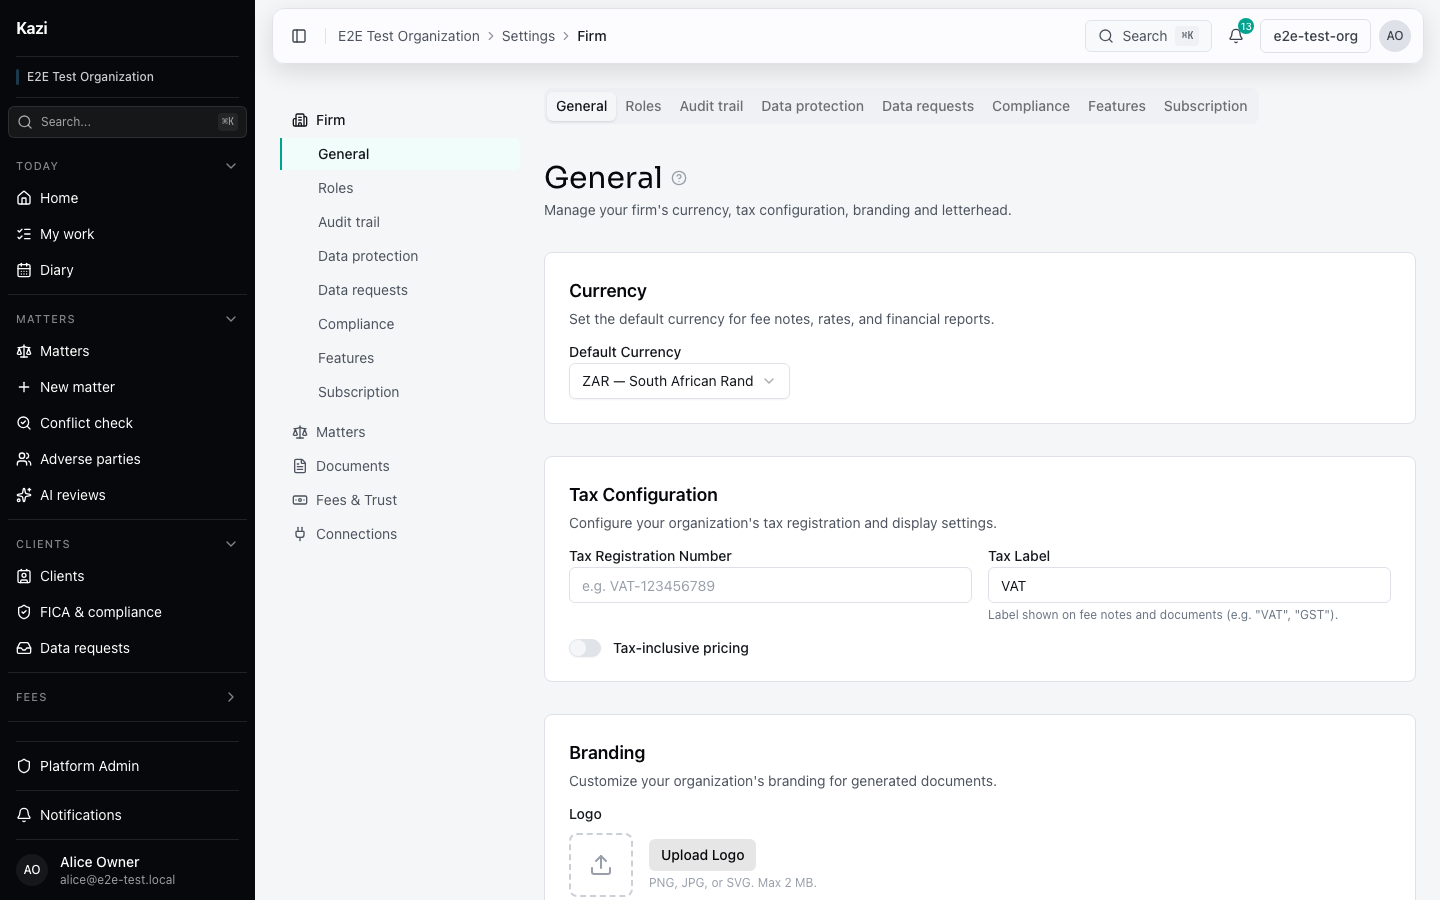 Kazi
E2E Test Organization
Search...
⌘K
TODAY
Home
My work
Diary
MATTERS
Matters
New matter
Conflict check
Adverse parties
AI reviews
CLIENTS
Clients
FICA & compliance
Data requests
FEES
Platform Admin
Notifications
AO
Alice Owner
alice@e2e-test.local
E2E Test Organization
Settings
Firm
Search
⌘K
13
e2e-test-org
AO
Firm
General
Roles
Audit trail
Data protection
Data requests
Compliance
Features
Subscription
Matters
Documents
Fees & Trust
Connections
General
Roles
Audit trail
Data protection
Data requests
Compliance
Features
Subscription
General
Manage your firm's currency, tax configuration, branding and letterhead.
Currency
Set the default currency for fee notes, rates, and financial reports.
Default Currency
ZAR — South African Rand
Tax Configuration
Configure your organization's tax registration and display settings.
Tax Registration Number
e.g. VAT-123456789
Tax Label
VAT
Label shown on fee notes and documents (e.g. "VAT", "GST").
Tax-inclusive pricing
Branding
Customize your organization's branding for generated documents.
Logo
Upload Logo
PNG, JPG, or SVG. Max 2 MB.